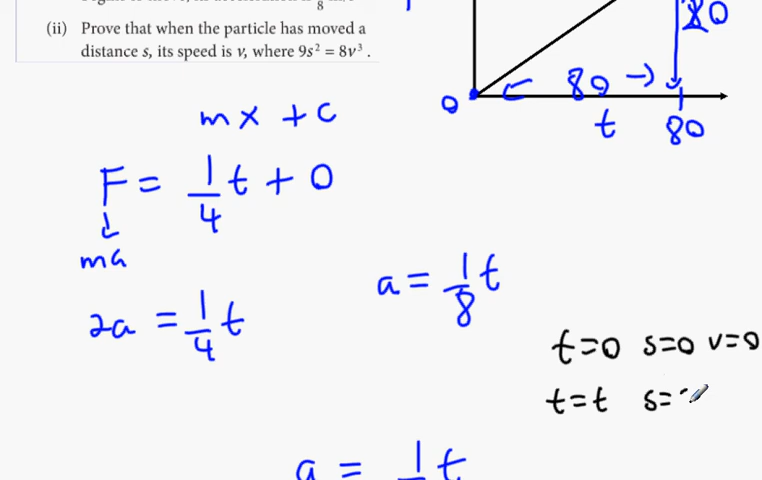 (ii) Prove that when the particle has moved a
distance s, its speed is v, where 9s² = 8v³.
80
0
80
t
80
mx + c
F = 1/4 t + 0
ma
2a = 1/4 t
a = 1/8 t
t=0 s=0 v=0
t=t s=
a = 1 t